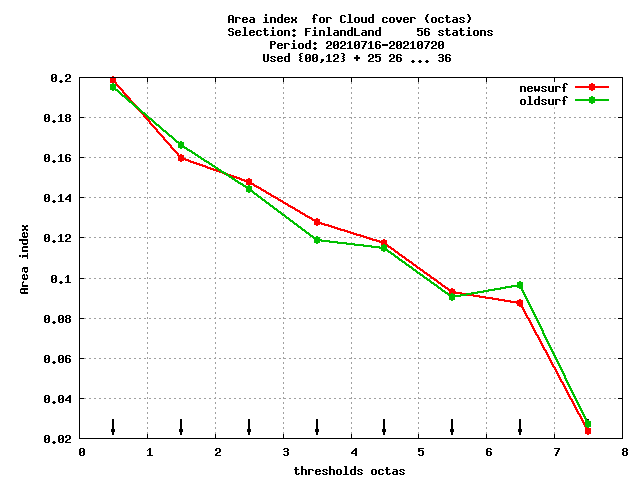 Area index  for Cloud cover (octas)
Selection: FinlandLand     56 stations
Period: 20210716-20210720
Used {00,12} + 25 26 ... 36
newsurf
oldsurf
0.2
0.18
0.16
0.14
0.12
0.1
0.08
0.06
0.04
0.02
Area index
0 1 2 3 4 5 6 7 8
thresholds octas